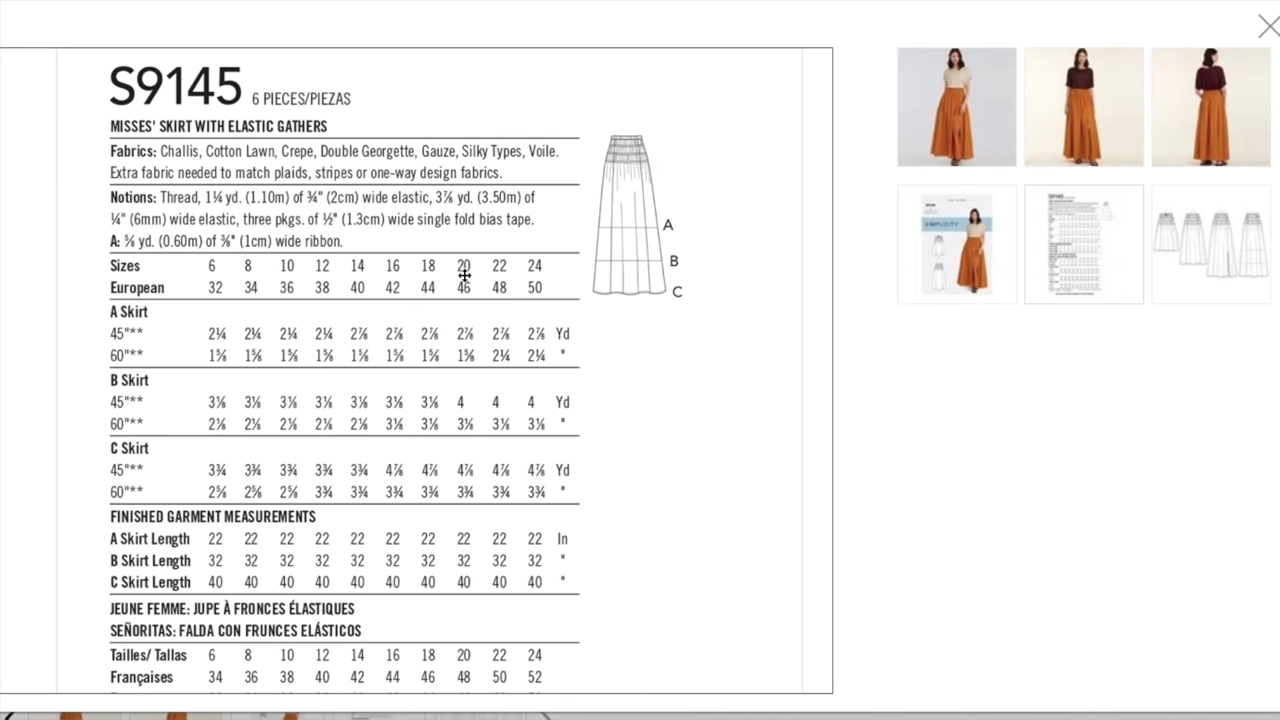 S9145 6 PIECES/PIEZAS
MISSES' SKIRT WITH ELASTIC GATHERS
Fabrics: Challis, Cotton Lawn, Crepe, Double Georgette, Gauze, Silky Types, Voile.
Extra fabric needed to match plaids, stripes or one-way design fabrics.
Notions: Thread, 1¼ yd. (1.10m) of ¾" (2cm) wide elastic, 3⅞ yd. (3.50m) of
¼" (6mm) wide elastic, three pkgs. of ½" (1.3cm) wide single fold bias tape.
A: ⅝ yd. (0.60m) of ⅜" (1cm) wide ribbon.
Sizes 6 8 10 12 14 16 18 20 22 24
European 32 34 36 38 40 42 44 46 48 50
A Skirt
45"** 2¼ 2¼ 2¼ 2¼ 2⅞ 2⅞ 2⅞ 2⅞ 2⅞ 2⅞ Yd
60"** 1⅝ 1⅝ 1⅝ 1⅝ 1⅝ 1⅝ 1⅝ 1⅝ 2¼ 2¼ "
B Skirt
45"** 3⅛ 3⅛ 3⅛ 3⅛ 3⅛ 3⅛ 3⅛ 4 4 4 Yd
60"** 2⅛ 2⅛ 2⅛ 2⅛ 2⅛ 3⅛ 3⅛ 3⅛ 3⅛ 3⅛ "
C Skirt
45"** 3¾ 3¾ 3¾ 3¾ 3¾ 4⅞ 4⅞ 4⅞ 4⅞ 4⅞ Yd
60"** 2⅝ 2⅝ 2⅝ 3¾ 3¾ 3¾ 3¾ 3¾ 3¾ 3¾ "
FINISHED GARMENT MEASUREMENTS
A Skirt Length 22 22 22 22 22 22 22 22 22 22 In
B Skirt Length 32 32 32 32 32 32 32 32 32 32 "
C Skirt Length 40 40 40 40 40 40 40 40 40 40 "
JEUNE FEMME: JUPE À FRONCES ÉLASTIQUES
SEÑORITAS: FALDA CON FRUNCES ELÁSTICOS
Tailles/ Tallas 6 8 10 12 14 16 18 20 22 24
Françaises 34 36 38 40 42 44 46 48 50 52
A
B
C
SIMPLICITY
S9145